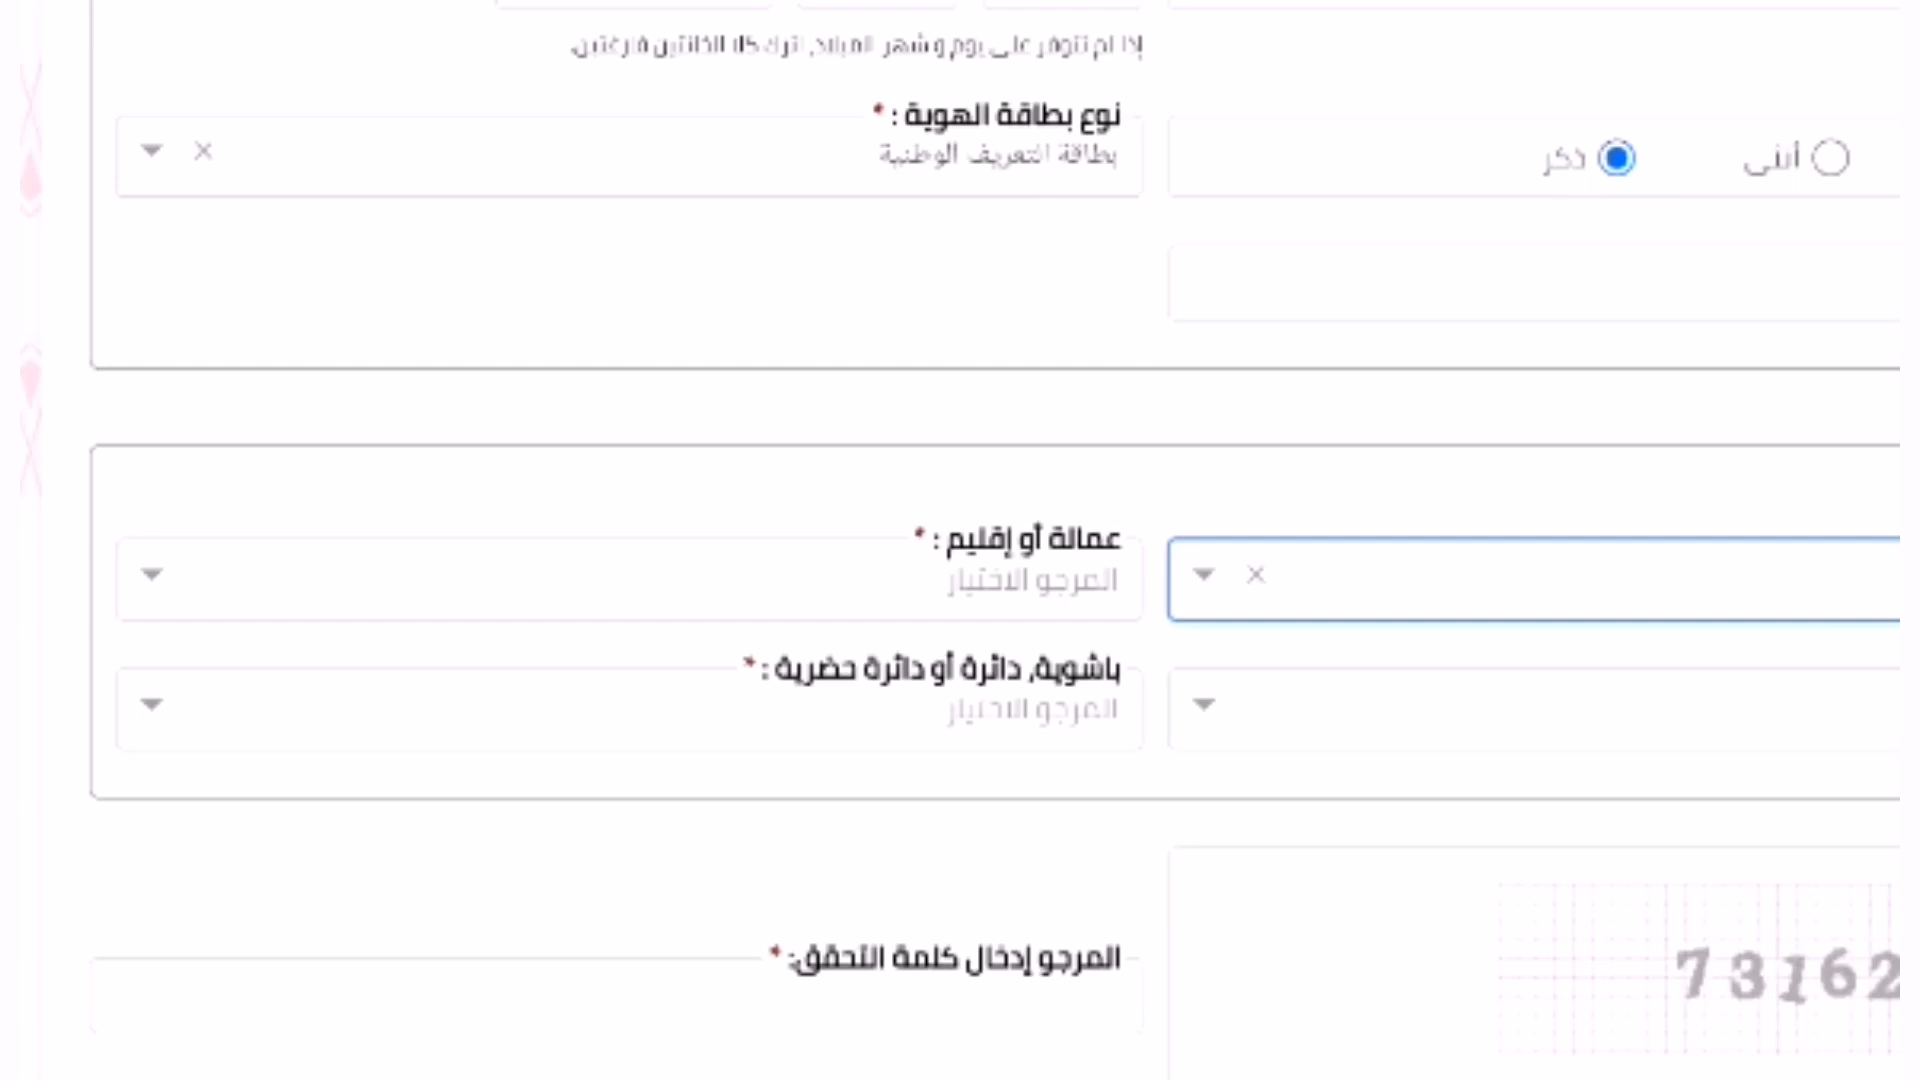 إذا لم تتوفر على يوم و شهر الميلاد, اترك كلا الخانتين فارغتين.
نوع بطاقة الهوية : *
أنثى
ذكر
بطاقة التعريف الوطنية
عمالة أو إقليم : *
المرجو الاختيار
باشوية, دائرة أو دائرة حضرية : *
المرجو الاختيار
73162
المرجو إدخال كلمة التحقق: *